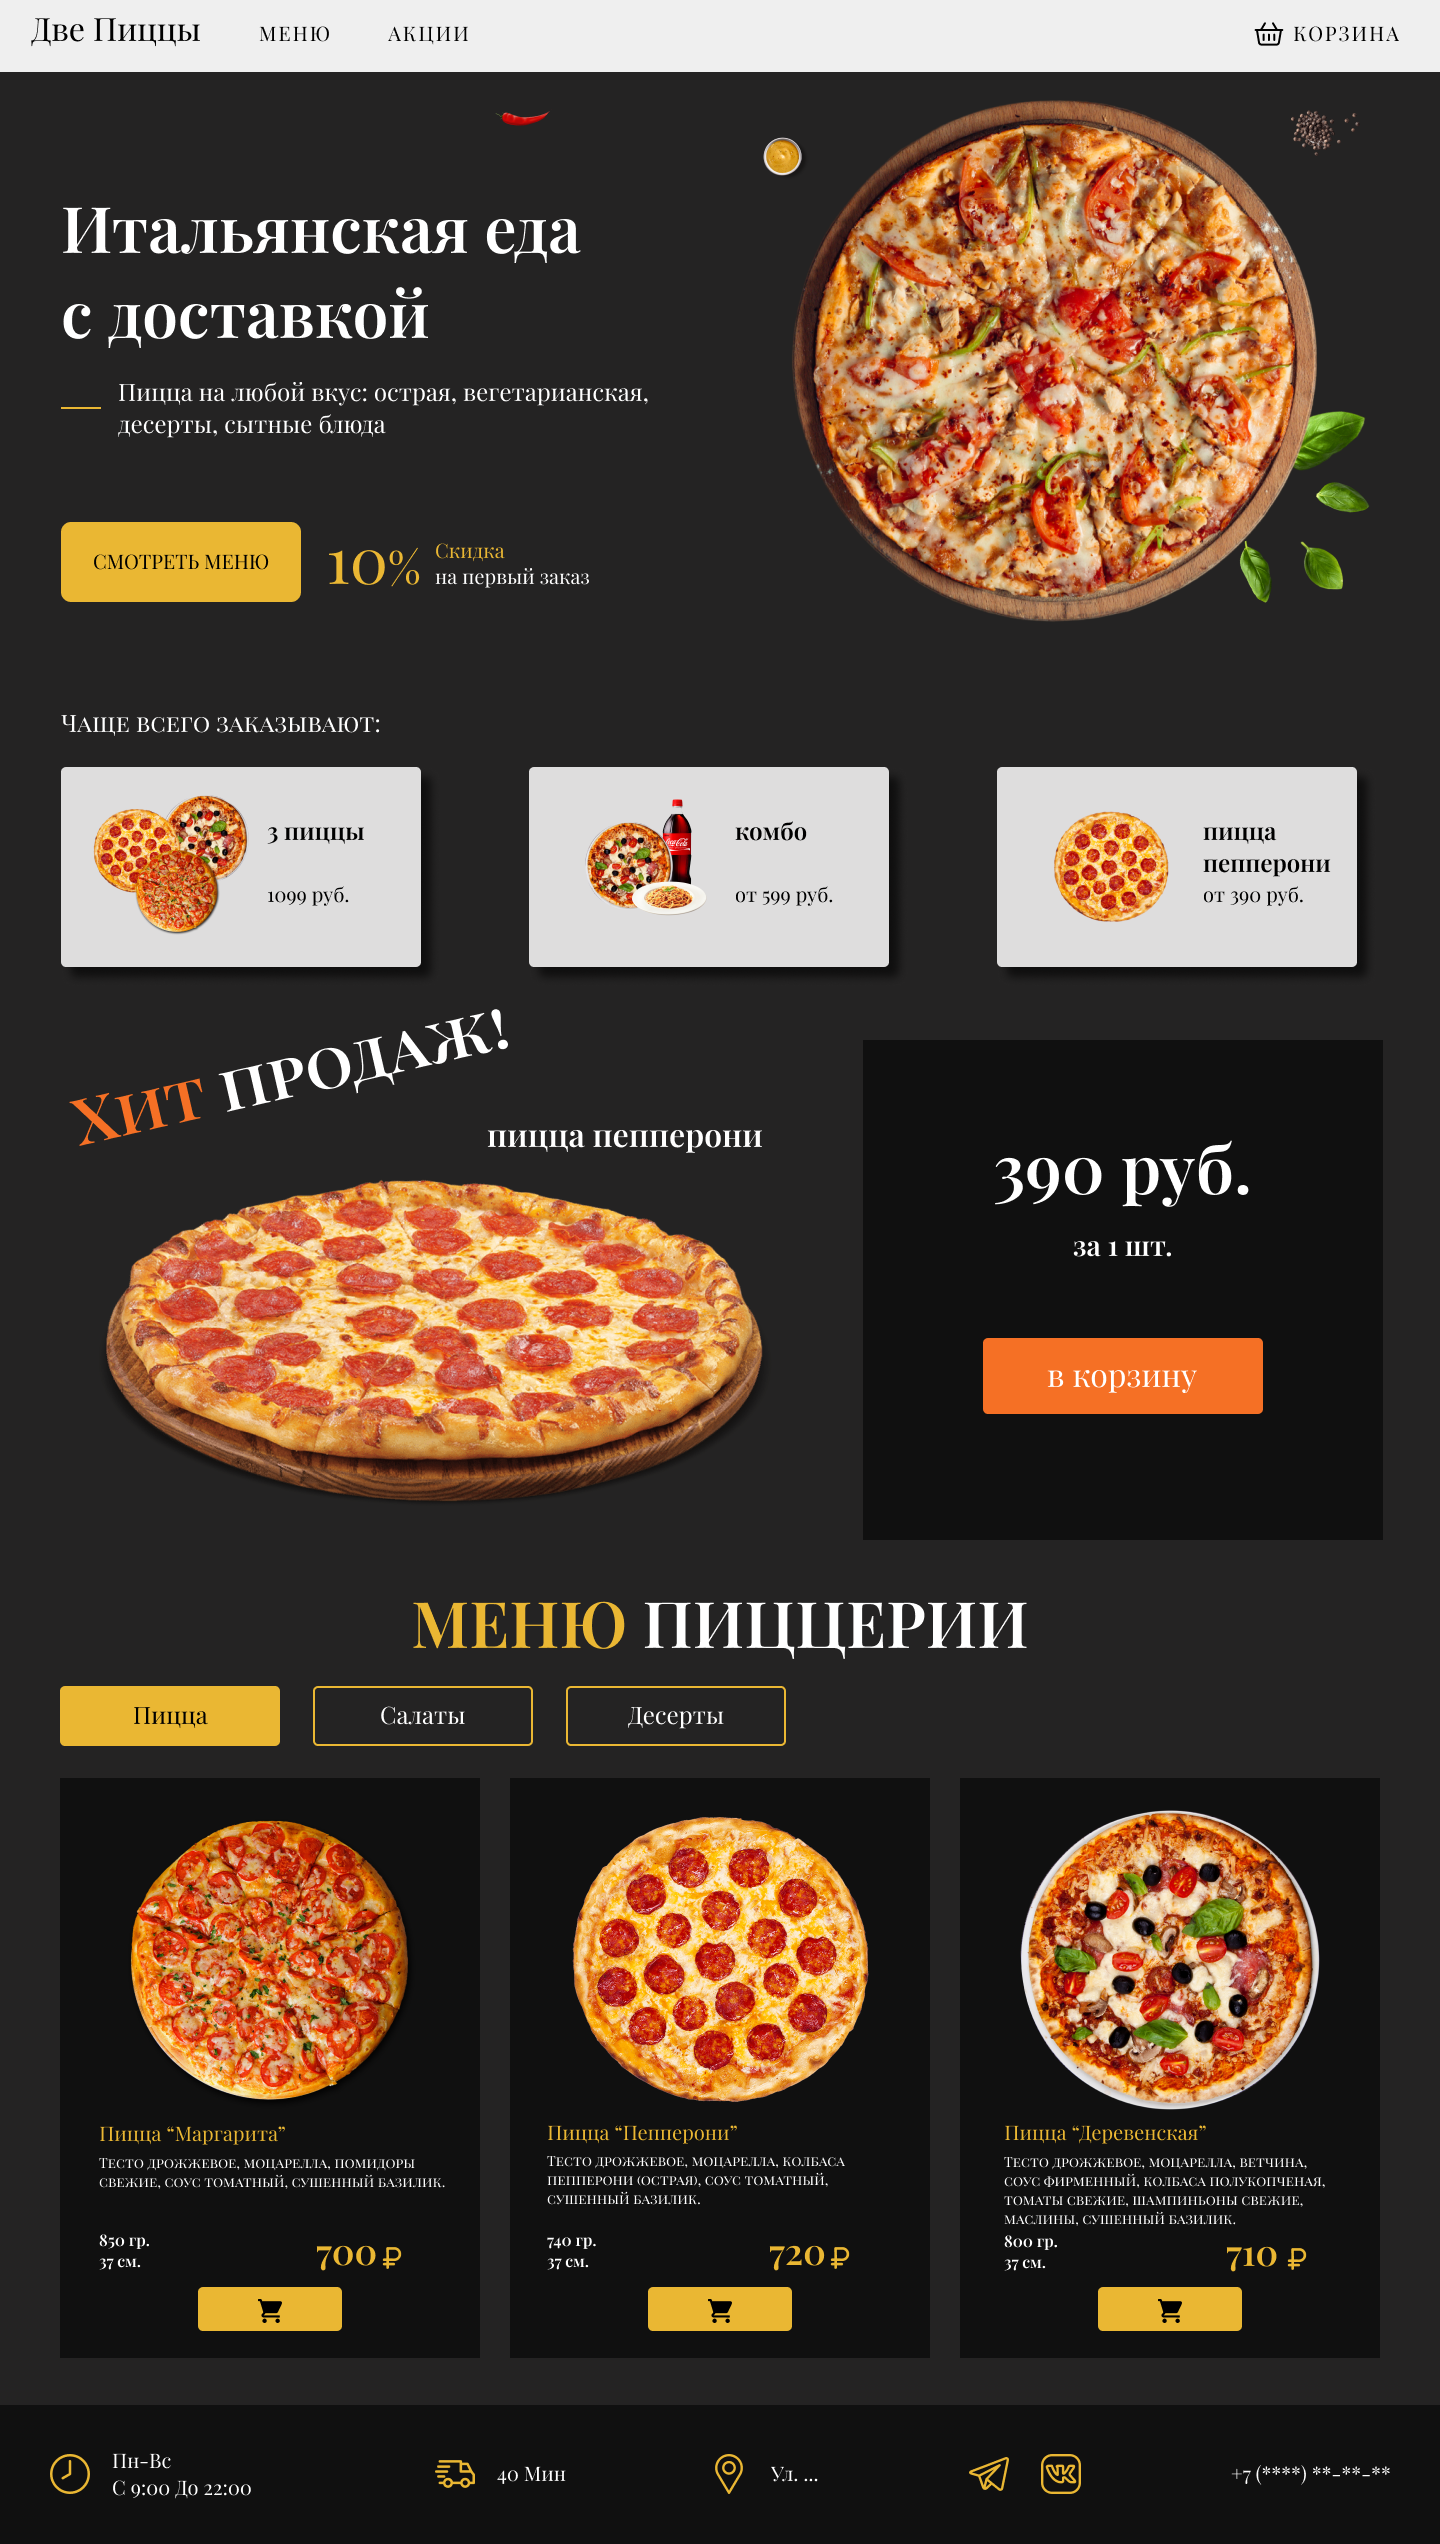 Две Пиццы
МЕНЮ
АКЦИИ
КОРЗИНА
Итальянская еда
с доставкой
Пицца на любой вкус: острая, вегетарианская,
десерты, сытные блюда
СМОТРЕТЬ МЕНЮ
10%
Скидка
на первый заказ
Чаще всего заказывают:
3 пиццы
1099 руб.
Coca-Cola
комбо
от 599 руб.
пицца
пепперони
от 390 руб.
Хит продаж!
пицца пепперони
390 руб.
за 1 шт.
в корзину
МЕНЮ ПИЦЦЕРИИ
Пицца
Салаты
Десерты
Пицца “Маргарита”
Тесто дрожжевое, моцарелла, помидоры
свежие, соус томатный, сушенный базилик.
850 гр.
37 см.
700 ₽
Пицца “Пепперони”
Тесто дрожжевое, моцарелла, колбаса
пепперони (острая), соус томатный,
сушенный базилик.
740 гр.
37 см.
720 ₽
Пицца “Деревенская”
Тесто дрожжевое, моцарелла, ветчина,
соус фирменный, колбаса полукопченая,
томаты свежие, шампиньоны свежие,
маслины, сушенный базилик.
800 гр.
37 см.
710 ₽
Пн-Вс
С 9:00 До 22:00
40 Мин
Ул. ...
VK
+7 (****) **-**-**